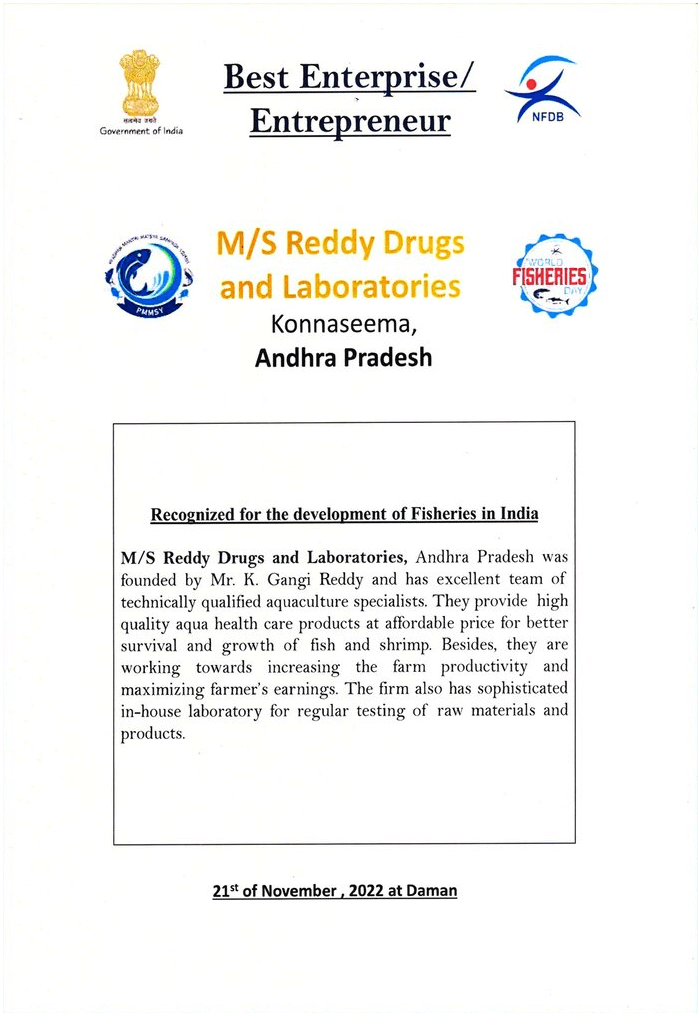 Best Enterprise/
Entrepreneur
सत्यमेव जयते
Government of India
NFDB
M/S Reddy Drugs
and Laboratories
Konnaseema,
Andhra Pradesh
PMMSY
WORLD
FISHERIES
DAY
Recognized for the development of Fisheries in India
M/S Reddy Drugs and Laboratories, Andhra Pradesh was
founded by Mr. K. Gangi Reddy and has excellent team of
technically qualified aquaculture specialists. They provide high
quality aqua health care products at affordable price for better
survival and growth of fish and shrimp. Besides, they are
working towards increasing the farm productivity and
maximizing farmer's earnings. The firm also has sophisticated
in-house laboratory for regular testing of raw materials and
products.
21st of November , 2022 at Daman